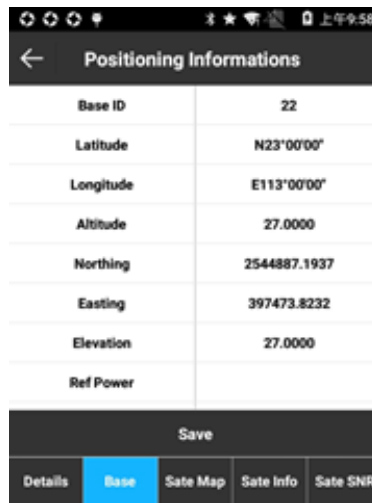 上午9:58
Positioning Informations
Base ID 22
Latitude N23°00'00"
Longitude E113°00'00"
Altitude 27.0000
Northing 2544887.1937
Easting 397473.8232
Elevation 27.0000
Ref Power
Save
Details Base Sate Map Sate Info Sate SNR